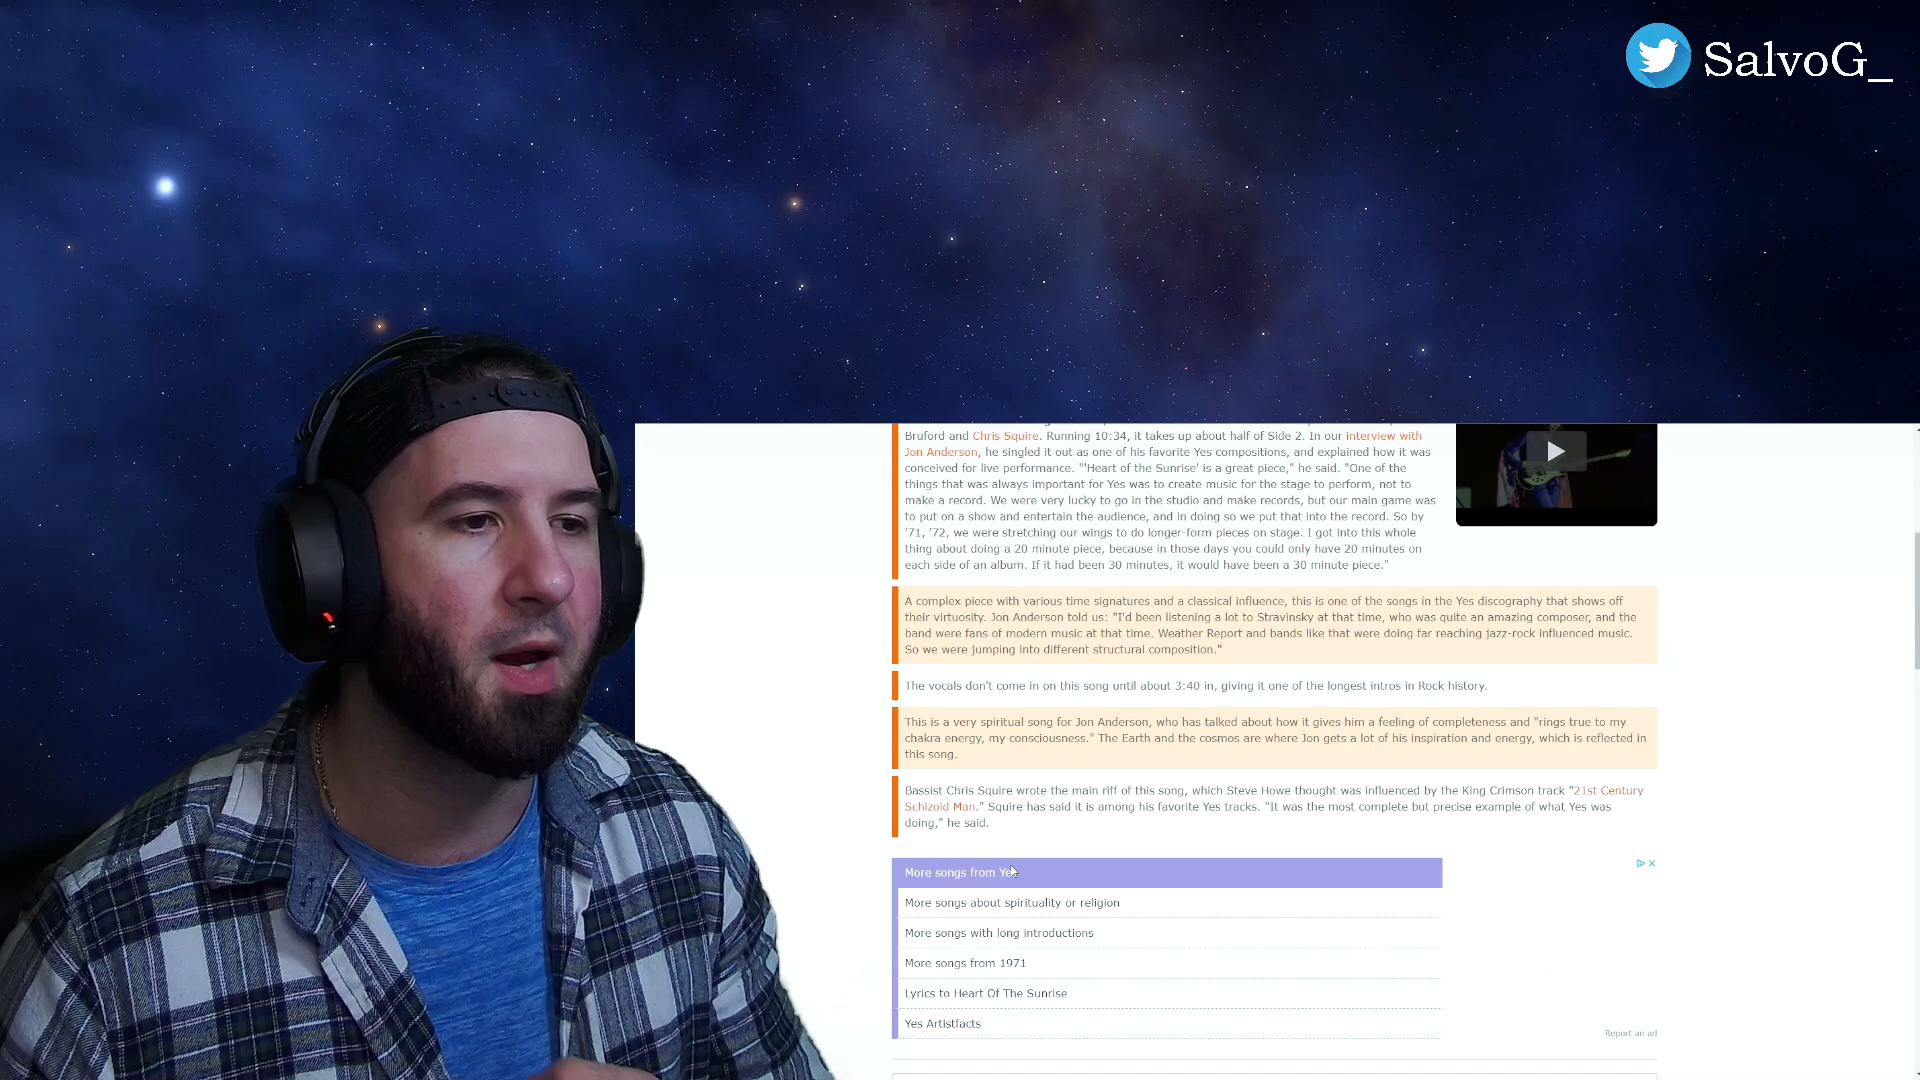 SalvoG_
Bruford and Chris Squire. Running 10:34, it takes up about half of Side 2. In our interview with
Jon Anderson, he singled it out as one of his favorite Yes compositions, and explained how it was
conceived for live performance. "'Heart of the Sunrise' is a great piece," he said. "One of the
things that was always important for Yes was to create music for the stage to perform, not to
make a record. We were very lucky to go in the studio and make records, but our main game was
to put on a show and entertain the audience, and in doing so we put that into the record. So by
'71, '72, we were stretching our wings to do longer-form pieces on stage. I got into this whole
thing about doing a 20 minute piece, because in those days you could only have 20 minutes on
each side of an album. If it had been 30 minutes, it would have been a 30 minute piece."
A complex piece with various time signatures and a classical influence, this is one of the songs in the Yes discography that shows off
their virtuosity. Jon Anderson told us: "I'd been listening a lot to Stravinsky at that time, who was quite an amazing composer, and the
band were fans of modern music at that time. Weather Report and bands like that were doing far reaching jazz-rock influenced music.
So we were jumping into different structural composition."
The vocals don't come in on this song until about 3:40 in, giving it one of the longest intros in Rock history.
This is a very spiritual song for Jon Anderson, who has talked about how it gives him a feeling of completeness and "rings true to my
chakra energy, my consciousness." The Earth and the cosmos are where Jon gets a lot of his inspiration and energy, which is reflected in
this song.
Bassist Chris Squire wrote the main riff of this song, which Steve Howe thought was influenced by the King Crimson track "21st Century
Schizoid Man." Squire has said it is among his favorite Yes tracks. "It was the most complete but precise example of what Yes was
doing," he said.
More songs from Yes
More songs about spirituality or religion
More songs with long introductions
More songs from 1971
Lyrics to Heart Of The Sunrise
Yes Artistfacts
Report an ad